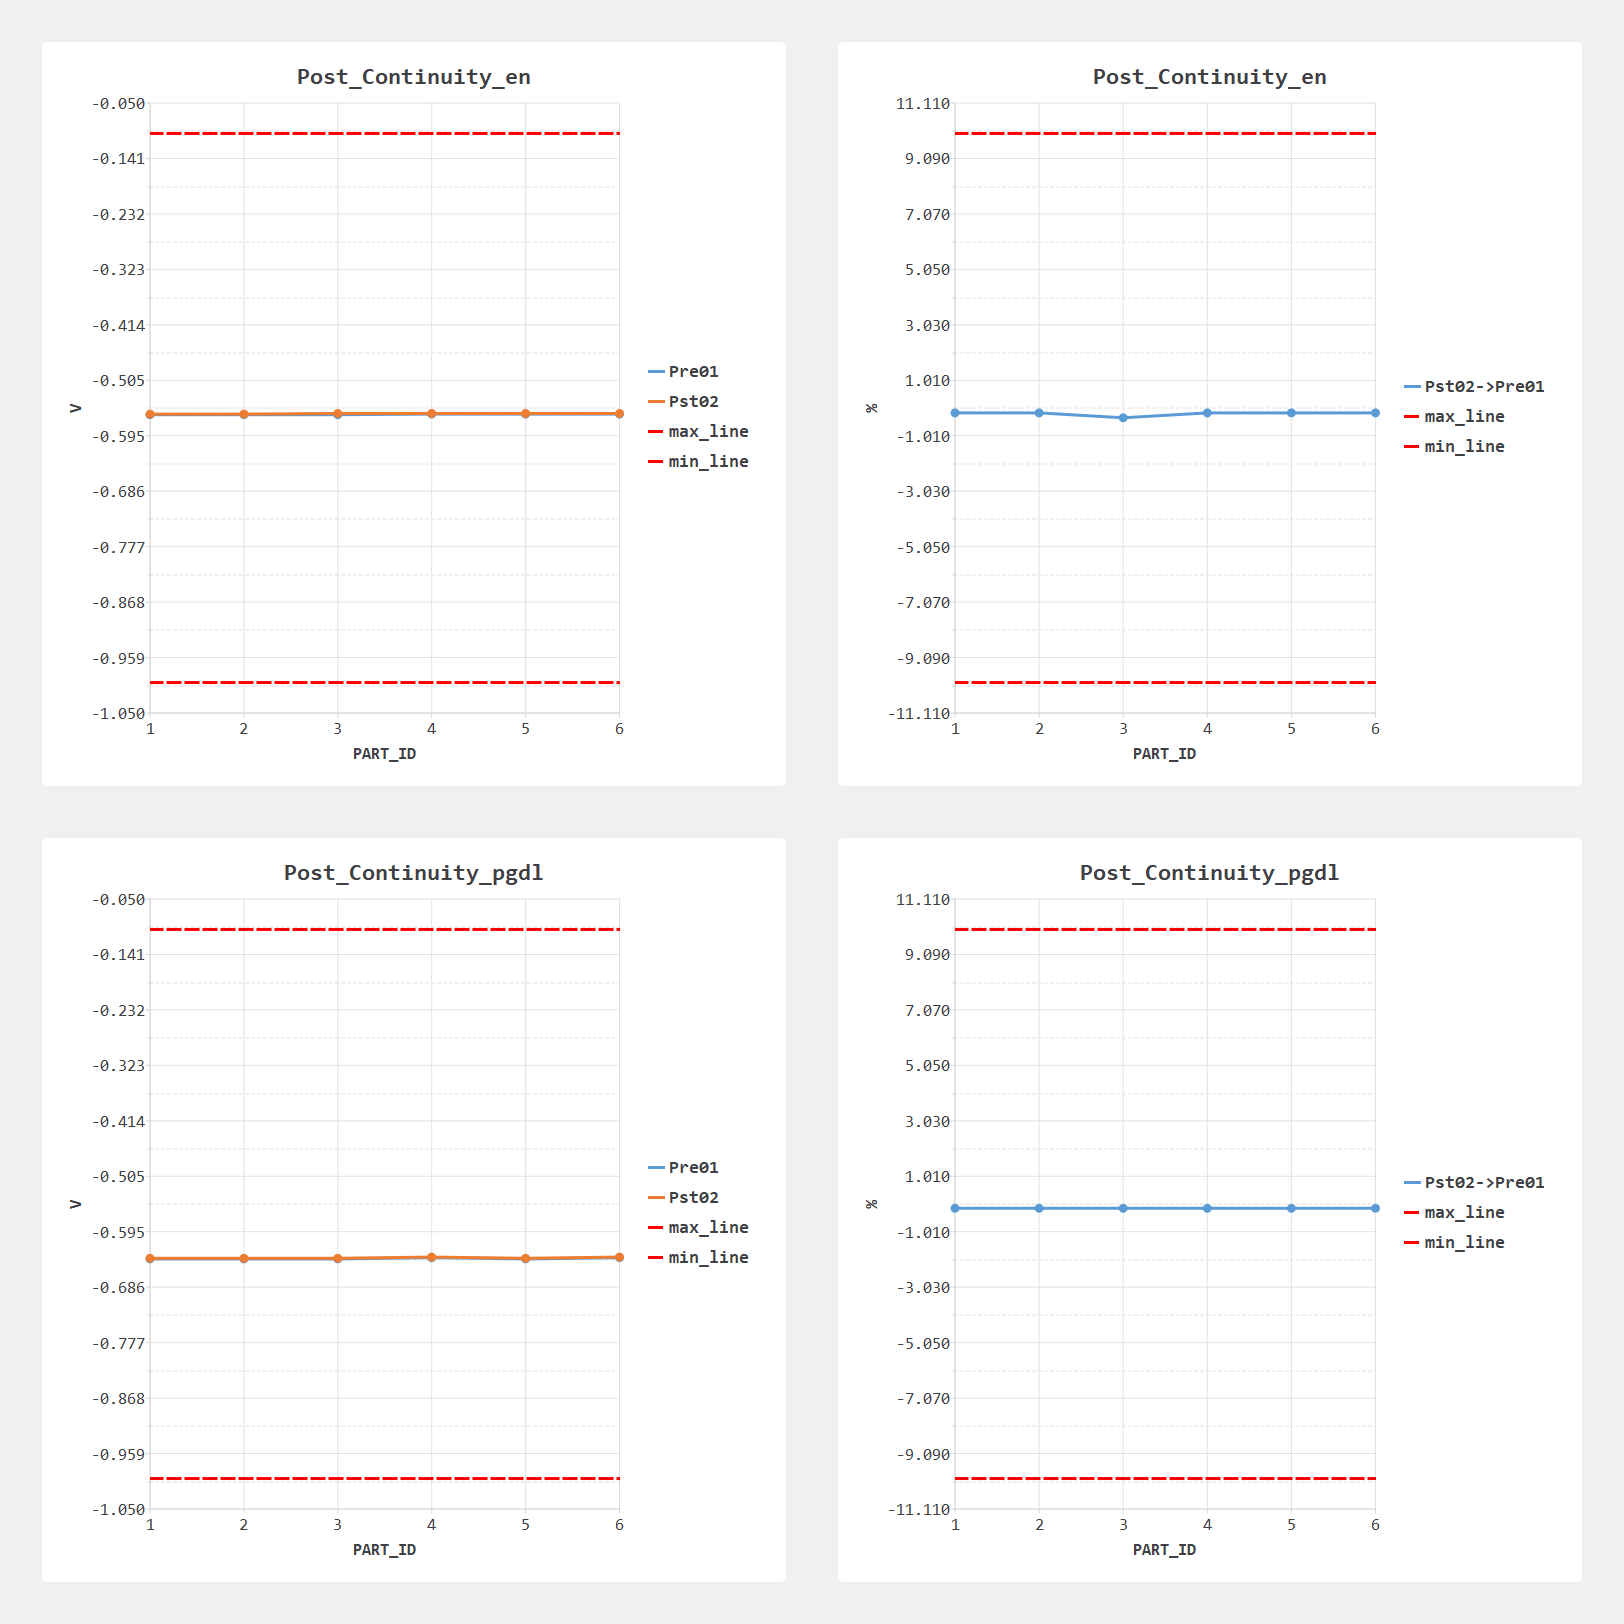 Post_Continuity_en
-0.050
-0.141
-0.232
-0.323
-0.414
-0.505
-0.595
-0.686
-0.777
-0.868
-0.959
-1.050
V
1 2 3 4 5 6
PART_ID
Pre01
Pst02
max_line
min_line
Post_Continuity_en
11.110
9.090
7.070
5.050
3.030
1.010
-1.010
-3.030
-5.050
-7.070
-9.090
-11.110
%
1 2 3 4 5 6
PART_ID
Pst02->Pre01
max_line
min_line
Post_Continuity_pgdl
-0.050
-0.141
-0.232
-0.323
-0.414
-0.505
-0.595
-0.686
-0.777
-0.868
-0.959
-1.050
V
1 2 3 4 5 6
PART_ID
Pre01
Pst02
max_line
min_line
Post_Continuity_pgdl
11.110
9.090
7.070
5.050
3.030
1.010
-1.010
-3.030
-5.050
-7.070
-9.090
-11.110
%
1 2 3 4 5 6
PART_ID
Pst02->Pre01
max_line
min_line